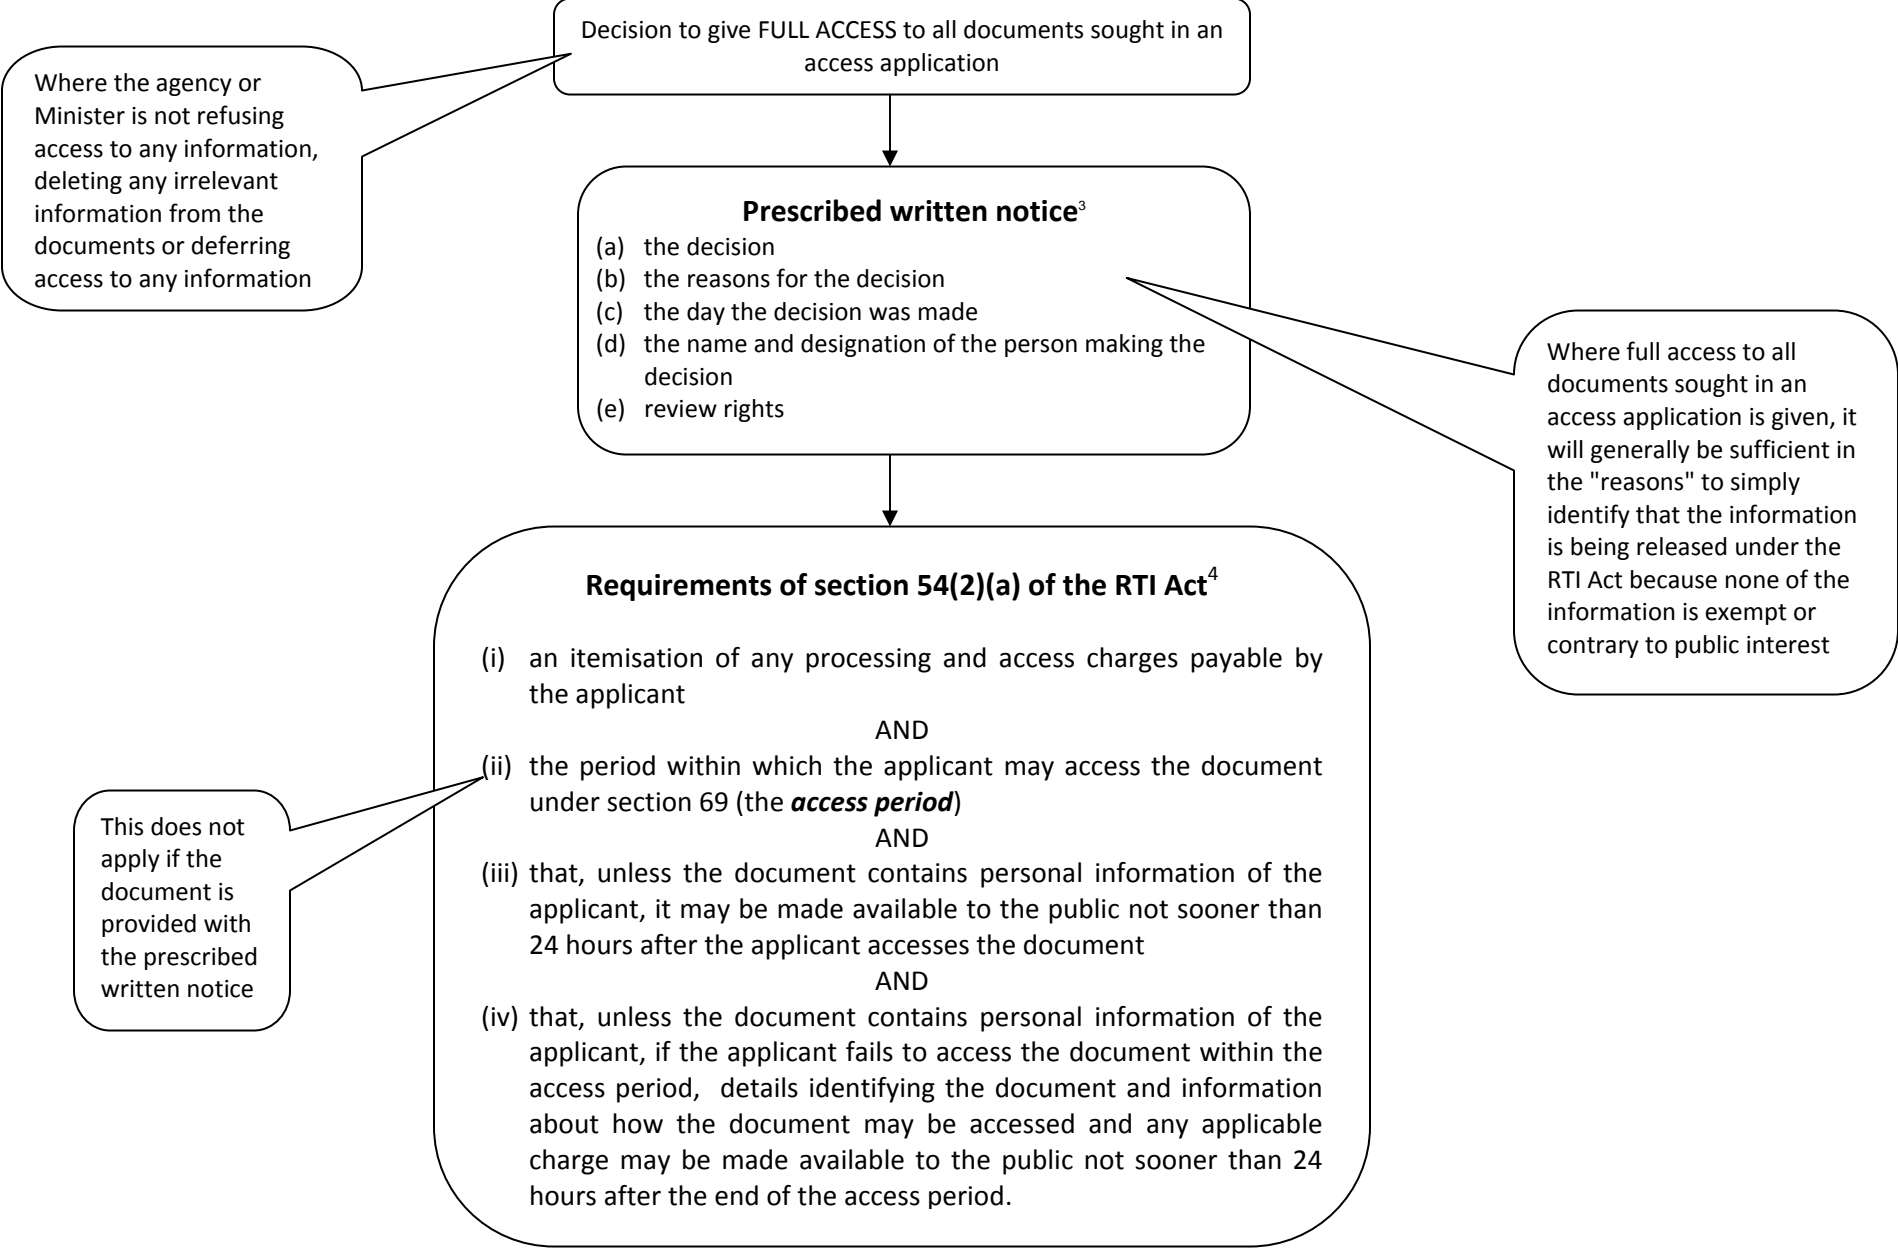 Decision to give FULL ACCESS to all documents sought in an
access application
Where the agency or
Minister is not refusing
access to any information,
deleting any irrelevant
information from the
documents or deferring
access to any information
Prescribed written notice³
(a) the decision
(b) the reasons for the decision
(c) the day the decision was made
(d) the name and designation of the person making the
decision
(e) review rights
Where full access to all
documents sought in an
access application is given, it
will generally be sufficient in
the "reasons" to simply
identify that the information
is being released under the
RTI Act because none of the
information is exempt or
contrary to public interest
Requirements of section 54(2)(a) of the RTI Act⁴
(i) an itemisation of any processing and access charges payable by
the applicant
AND
(ii) the period within which the applicant may access the document
under section 69 (the access period)
AND
(iii) that, unless the document contains personal information of the
applicant, it may be made available to the public not sooner than
24 hours after the applicant accesses the document
AND
(iv) that, unless the document contains personal information of the
applicant, if the applicant fails to access the document within the
access period, details identifying the document and information
about how the document may be accessed and any applicable
charge may be made available to the public not sooner than 24
hours after the end of the access period.
This does not
apply if the
document is
provided with
the prescribed
written notice